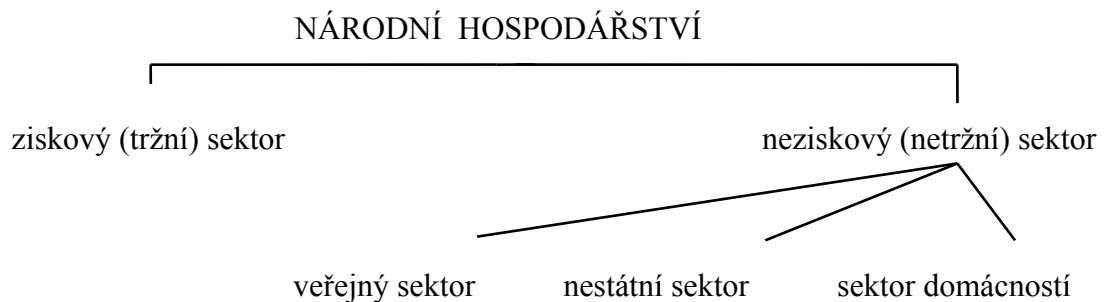 NÁRODNÍ HOSPODÁŘSTVÍ
ziskový (tržní) sektor neziskový (netržní) sektor
veřejný sektor nestátní sektor sektor domácností